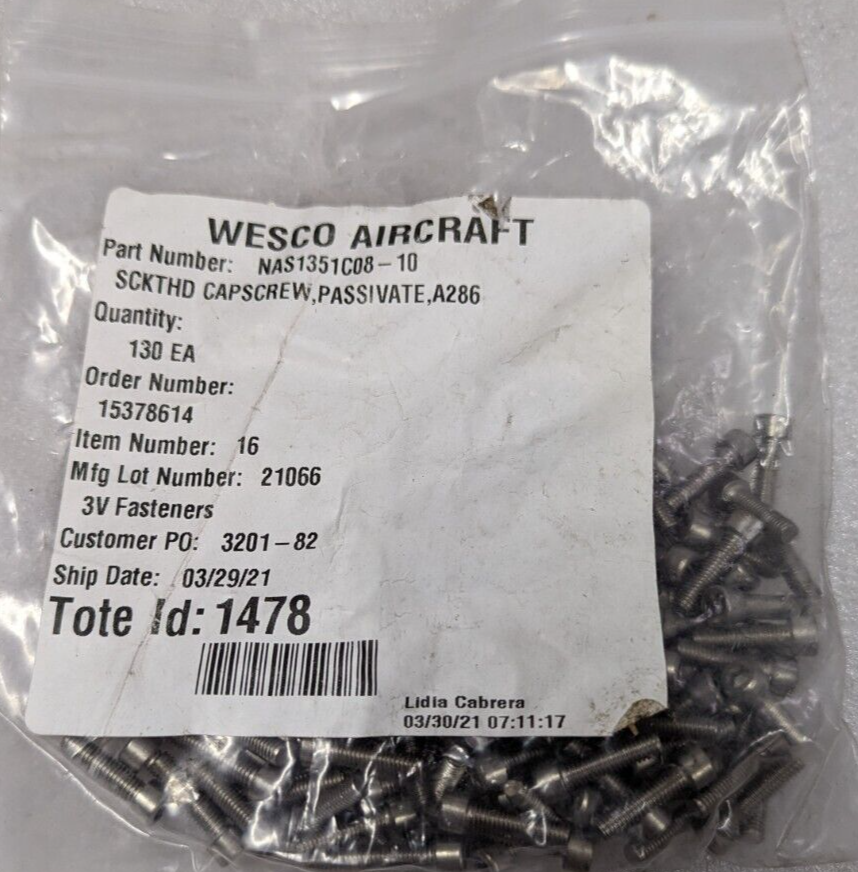 WESCO AIRCRAFT
Part Number: NAS1351C08-10
SCKTHD CAPSCREW,PASSIVATE,A286
Quantity:
130 EA
Order Number:
15378614
Item Number: 16
Mfg Lot Number: 21066
3V Fasteners
Customer PO: 3201-82
Ship Date: 03/29/21
Tote Id: 1478
Lidia Cabrera
03/30/21 07:11:17